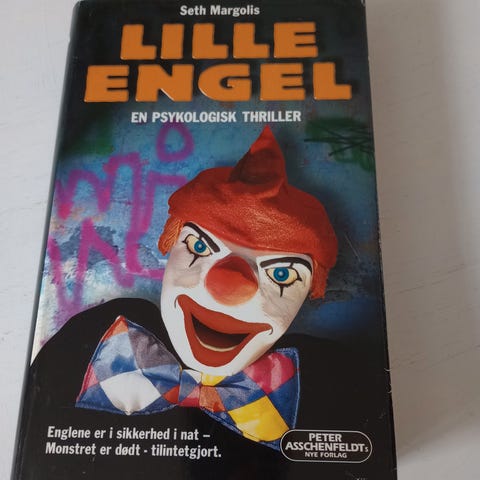 Seth Margolis
LILLE
ENGEL
EN PSYKOLOGISK THRILLER
Englene er i sikkerhed i nat –
Monstret er dødt - tilintetgjort.
PETER
ASSCHENFELDTs
NYE FORLAG